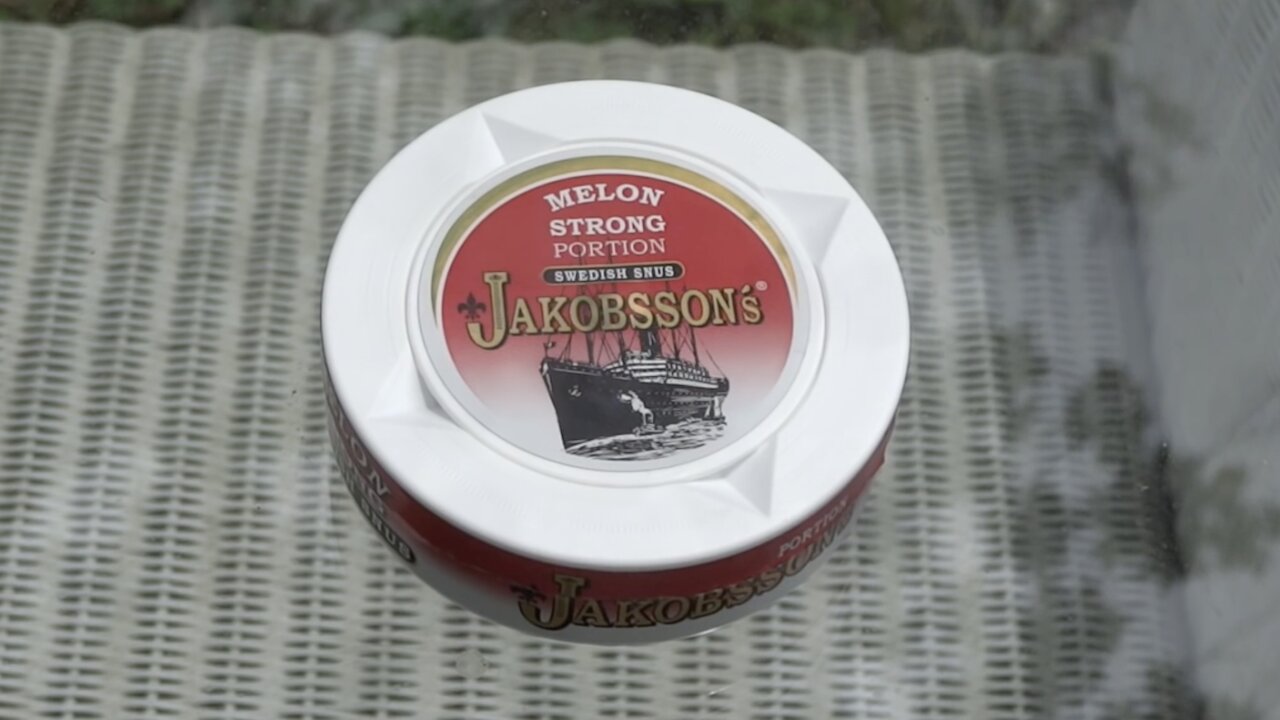 MELON
STRONG
PORTION
SWEDISH SNUS
JAKOBSSON's®
PORTION
JAKOBSSON